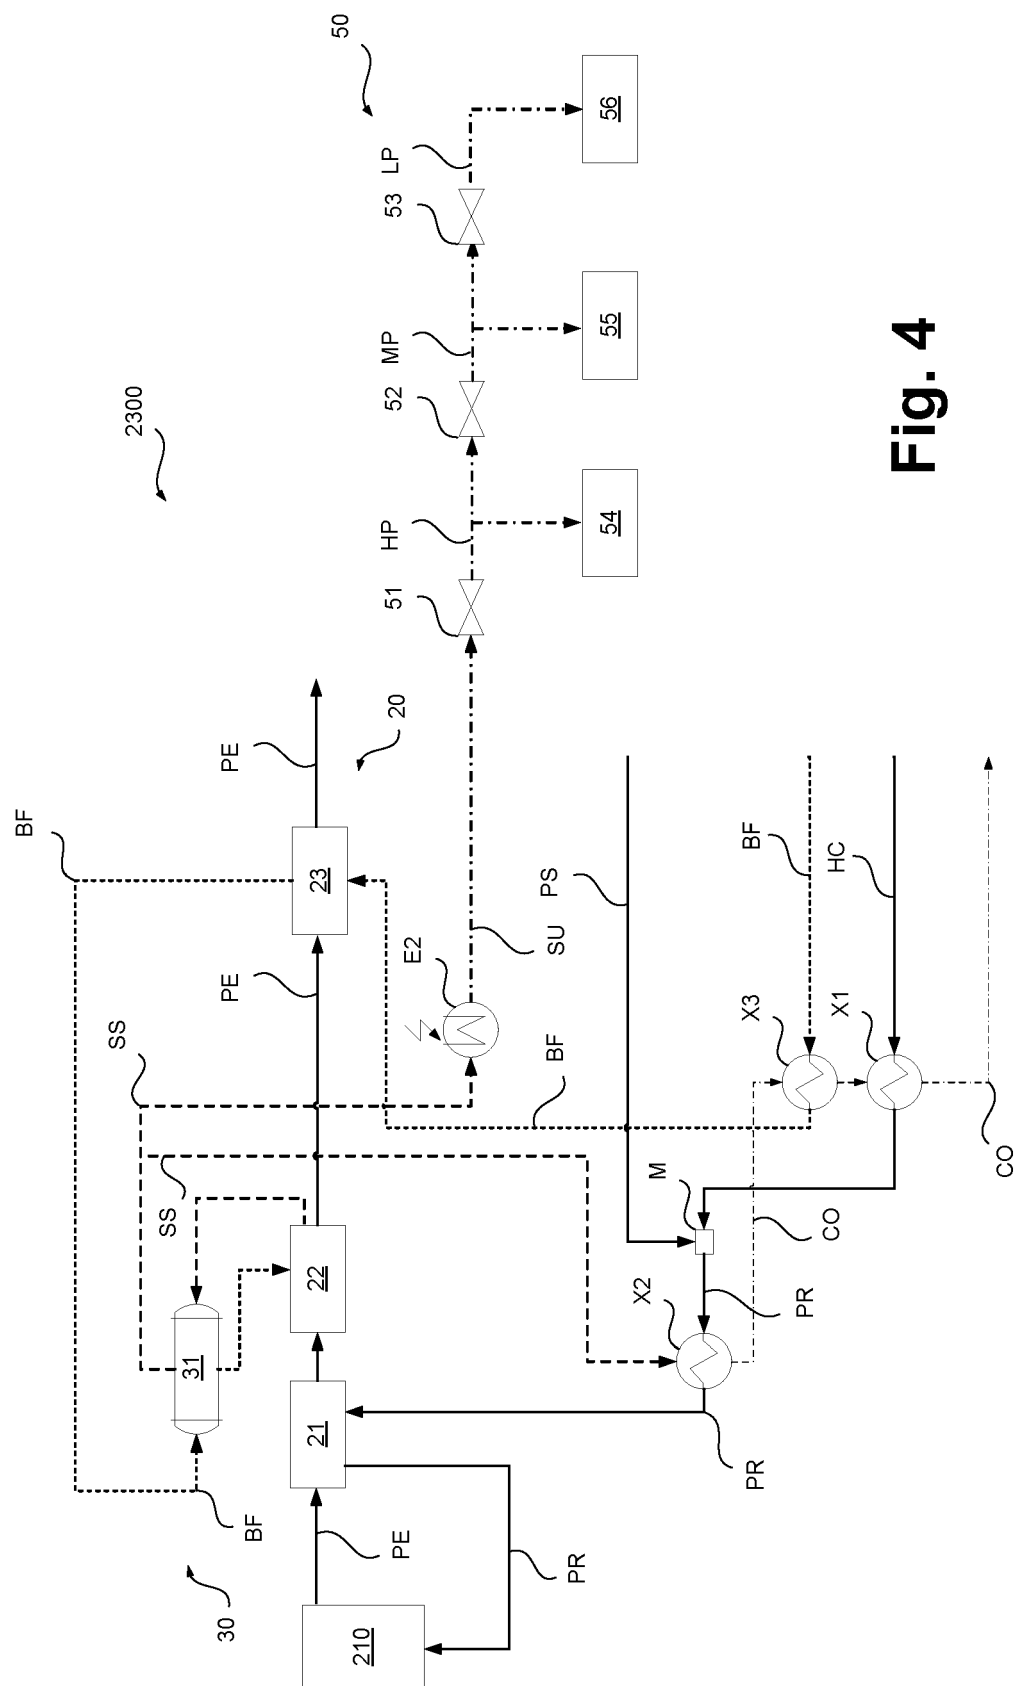 50
LP
56
53
MP
55
52
HP
54
51
2300
Fig. 4
PE
20
BF
23
PS
BF
HC
SU
E2
PE
X3
X1
SS
BF
CO
SS
M
CO
22
X2
PR
31
21
PR
BF
PE
PR
30
210